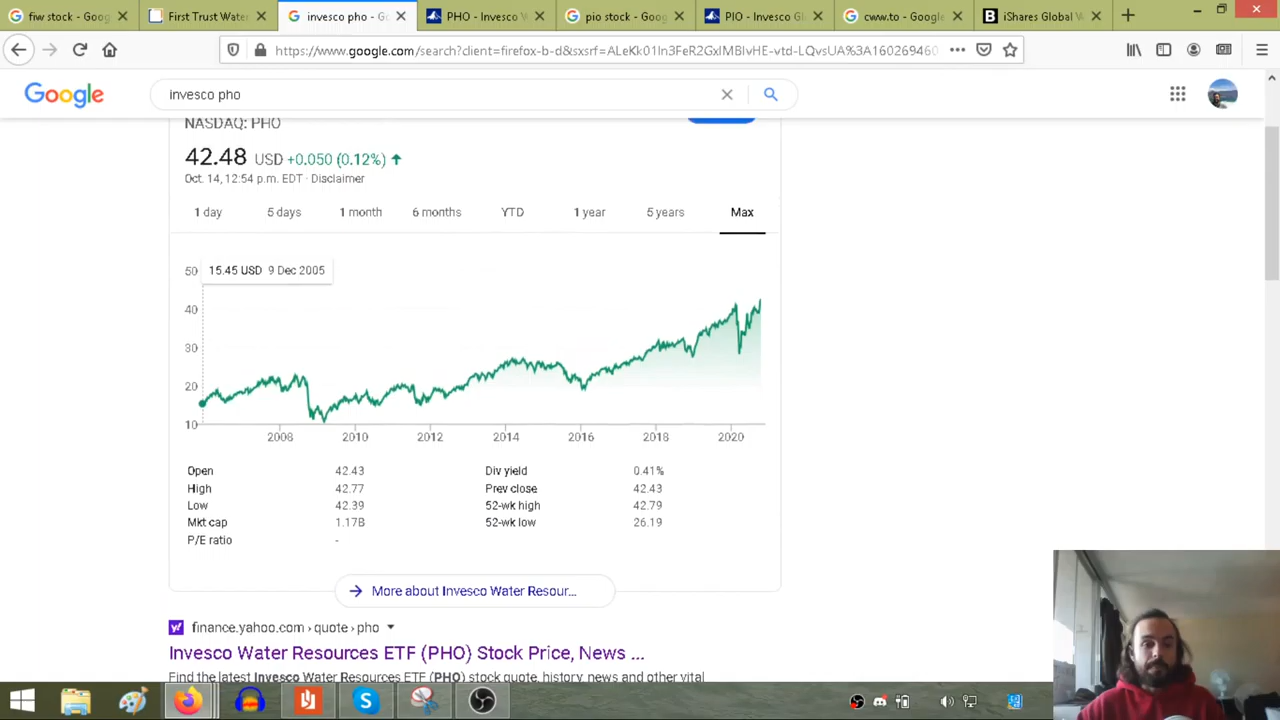 fiw stock - Goog
First Trust Water
invesco pho - Go
PHO - Invesco W
pio stock - Goog
PIO - Invesco Gl
cww.to - Google
iShares Global W
https://www.google.com/search?client=firefox-b-d&sxsrf=ALeKk01In3FeR2GxIMBIvHE-vtd-LQvsUA%3A160269460
Google
invesco pho
NASDAQ: PHO
42.48 USD +0.050 (0.12%)
Oct. 14, 12:54 p.m. EDT · Disclaimer
1 day 5 days 1 month 6 months YTD 1 year 5 years Max
15.45 USD 9 Dec 2005
50
40
30
20
10
2008 2010 2012 2014 2016 2018 2020
Open 42.43 Div yield 0.41%
High 42.77 Prev close 42.43
Low 42.39 52-wk high 42.79
Mkt cap 1.17B 52-wk low 26.19
P/E ratio -
More about Invesco Water Resour...
finance.yahoo.com › quote › pho
Invesco Water Resources ETF (PHO) Stock Price, News ...
Find the latest Invesco Water Resources ETF (PHO) stock quote, history, news and other vital